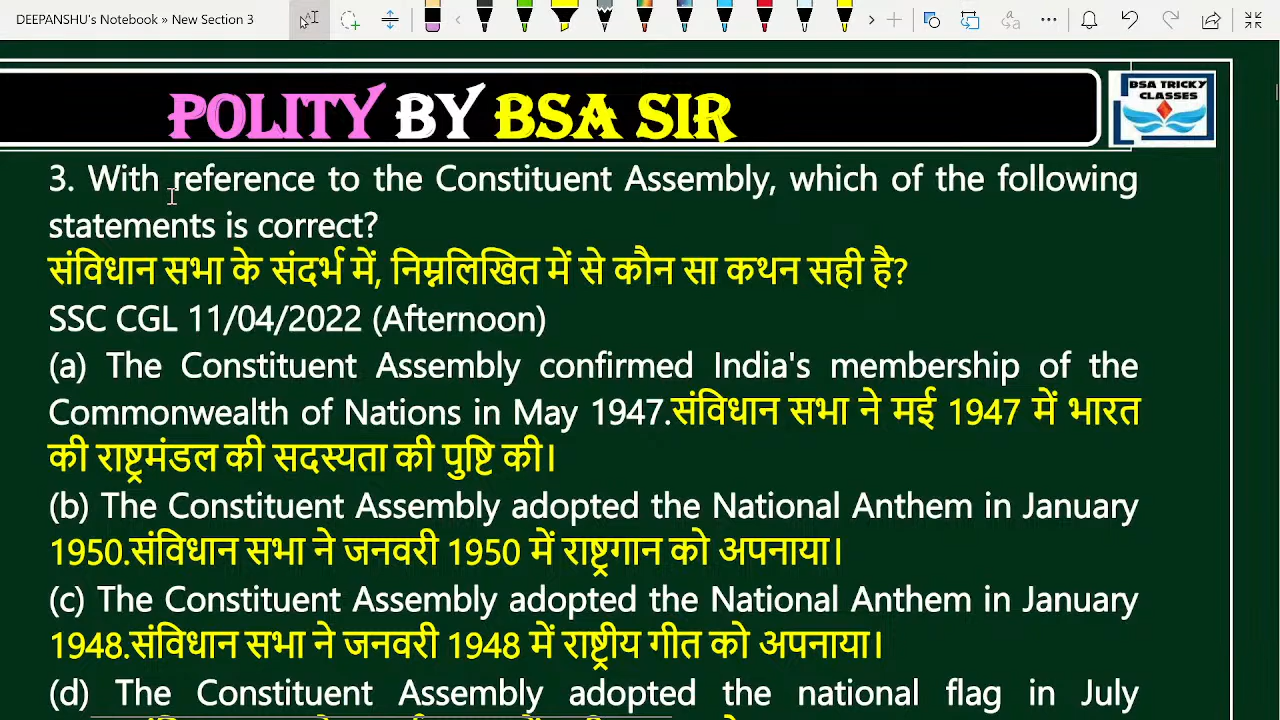 DEEPANSHU's Notebook » New Section 3
POLITY BY BSA SIR
BSA TRICKY
CLASSES
3. With reference to the Constituent Assembly, which of the following
statements is correct?
संविधान सभा के संदर्भ में, निम्नलिखित में से कौन सा कथन सही है?
SSC CGL 11/04/2022 (Afternoon)
(a) The Constituent Assembly confirmed India's membership of the
Commonwealth of Nations in May 1947.संविधान सभा ने मई 1947 में भारत
की राष्ट्रमंडल की सदस्यता की पुष्टि की।
(b) The Constituent Assembly adopted the National Anthem in January
1950.संविधान सभा ने जनवरी 1950 में राष्ट्रगान को अपनाया।
(c) The Constituent Assembly adopted the National Anthem in January
1948.संविधान सभा ने जनवरी 1948 में राष्ट्रीय गीत को अपनाया।
(d) The Constituent Assembly adopted the national flag in July